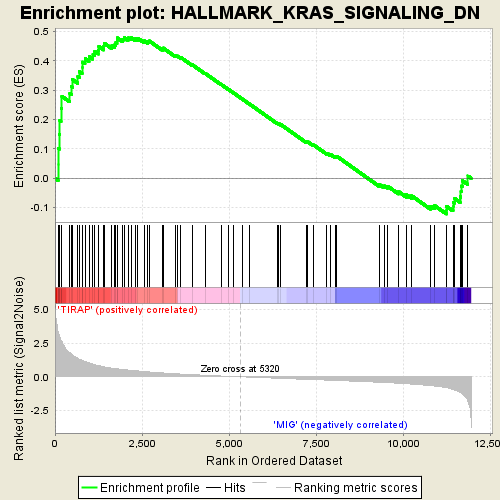 Enrichment plot: HALLMARK_KRAS_SIGNALING_DN
Enrichment score (ES)
0.5
0.4
0.3
0.2
0.1
0.0
-0.1
Ranked list metric (Signal2Noise)
5.0
2.5
0.0
-2.5
'TIRAP' (positively correlated)
Zero cross at 5320
'MIG' (negatively correlated)
0
2,500
5,000
7,500
10,000
12,500
Rank in Ordered Dataset
Enrichment profile
Hits
Ranking metric scores